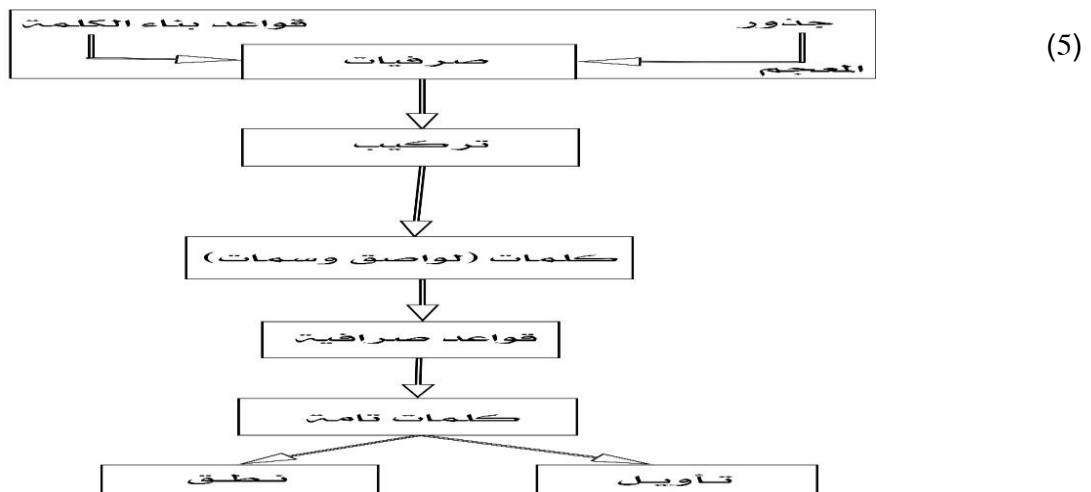 (5)
جذور
قواعد بناء الكلمة
صرفيات
المعجم
تركيب
كلمات (لواصق وسمات)
قواعد صرافية
كلمات تامة
تأويل
نطق